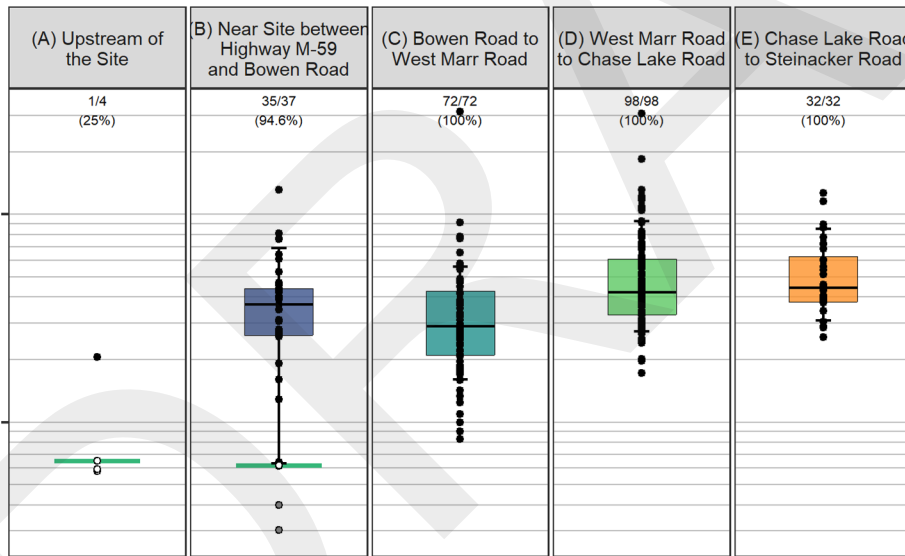 (A) Upstream of
the Site
(B) Near Site between
Highway M-59
and Bowen Road
(C) Bowen Road to
West Marr Road
(D) West Marr Road
to Chase Lake Road
(E) Chase Lake Road
to Steinacker Road
1/4
(25%)
35/37
(94.6%)
72/72
(100%)
98/98
(100%)
32/32
(100%)